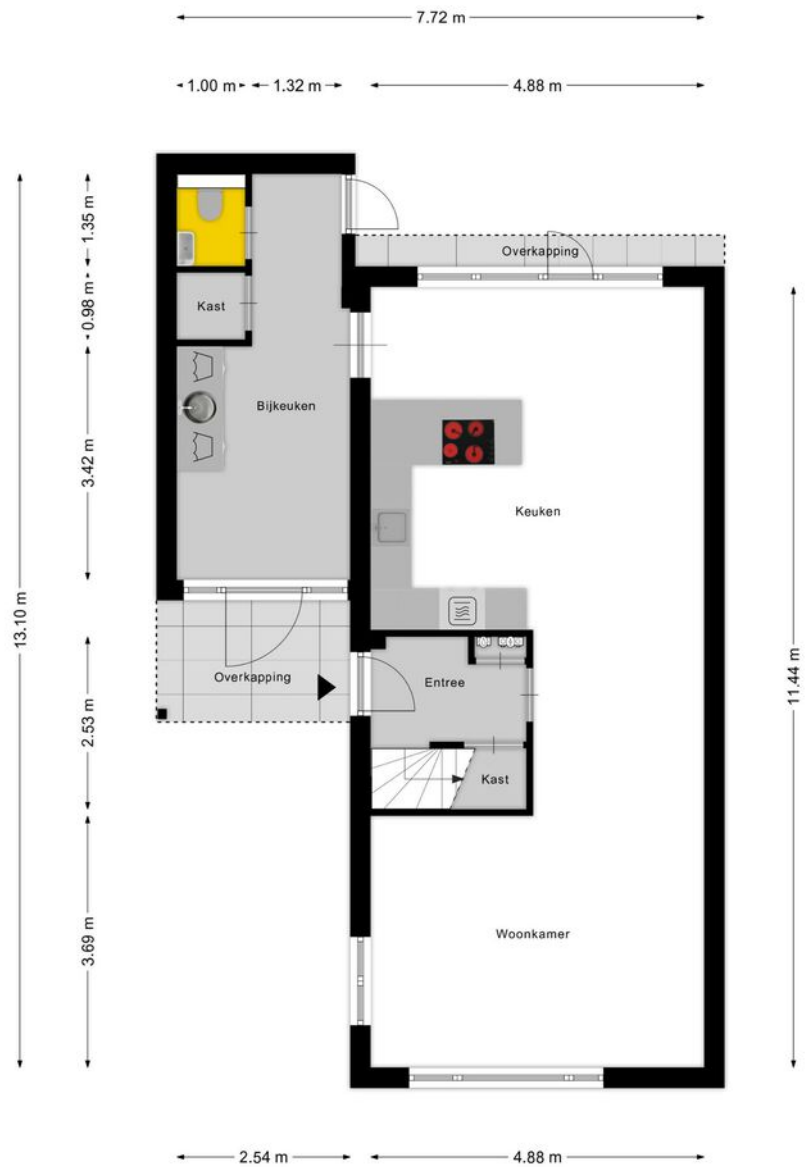 7.72 m
1.00 m
1.32 m
4.88 m
1.35 m
0.98 m
3.42 m
2.53 m
3.69 m
13.10 m
11.44 m
Overkapping
Kast
Bijkeuken
Keuken
Overkapping
Entree
Kast
Woonkamer
2.54 m
4.88 m